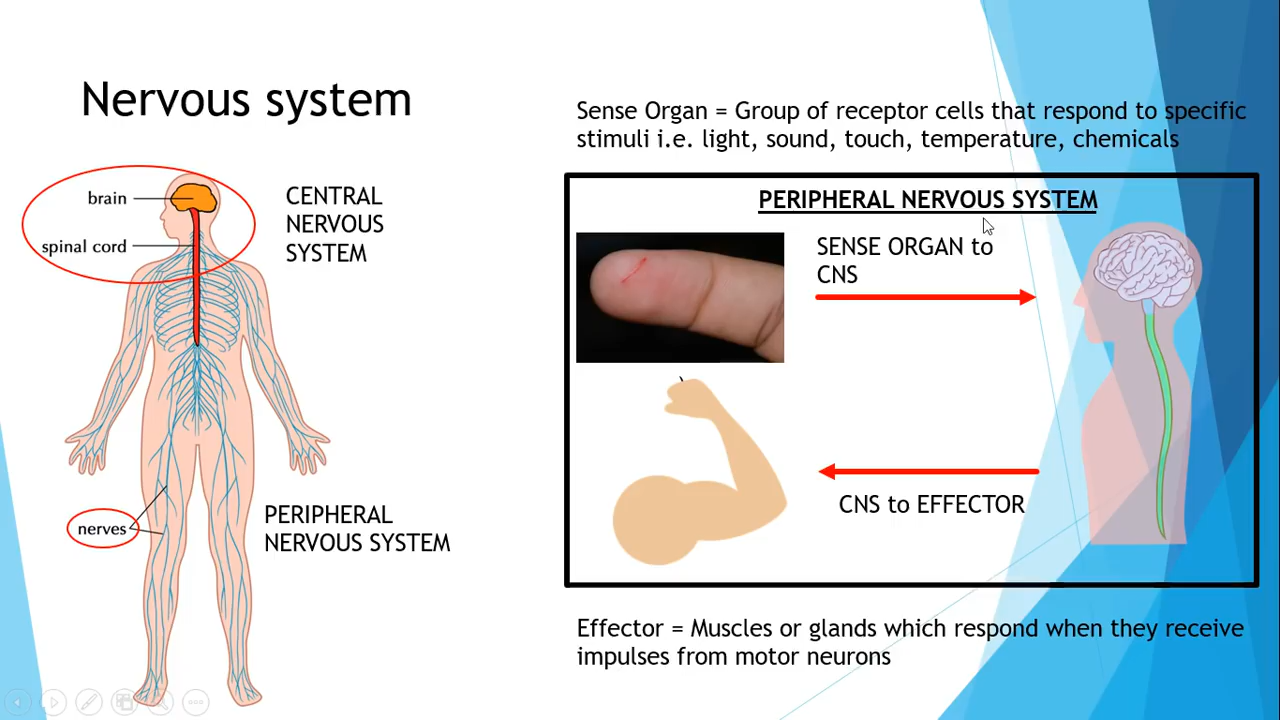 Nervous system
brain
spinal cord
CENTRAL
NERVOUS
SYSTEM
nerves
PERIPHERAL
NERVOUS SYSTEM
Sense Organ = Group of receptor cells that respond to specific
stimuli i.e. light, sound, touch, temperature, chemicals
PERIPHERAL NERVOUS SYSTEM
SENSE ORGAN to
CNS
CNS to EFFECTOR
Effector = Muscles or glands which respond when they receive
impulses from motor neurons